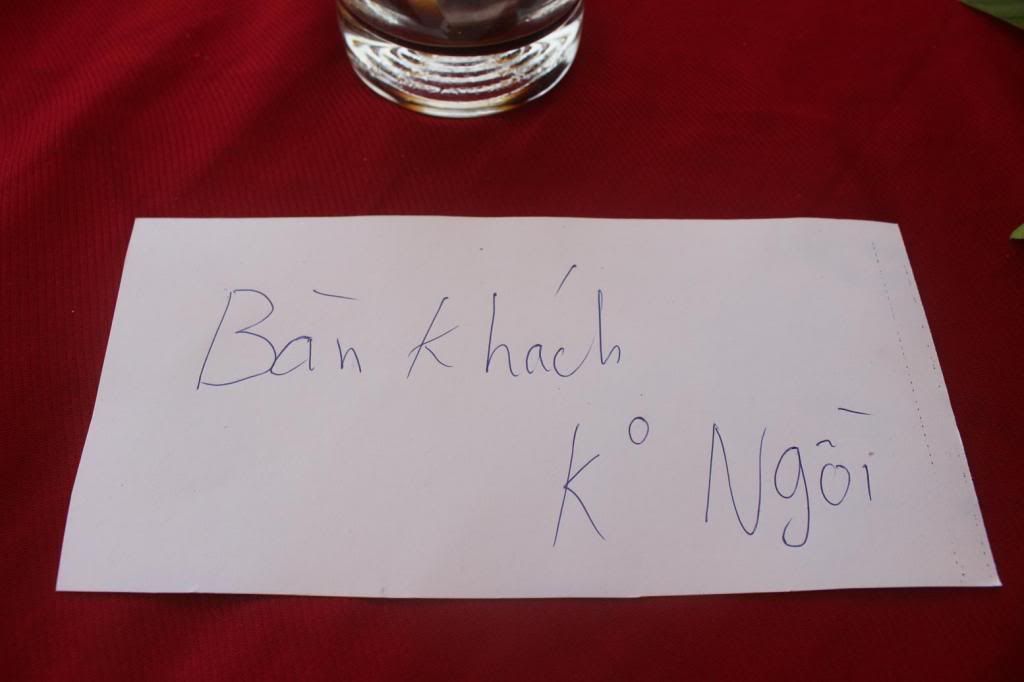 Bàn khách
K° Ngồi